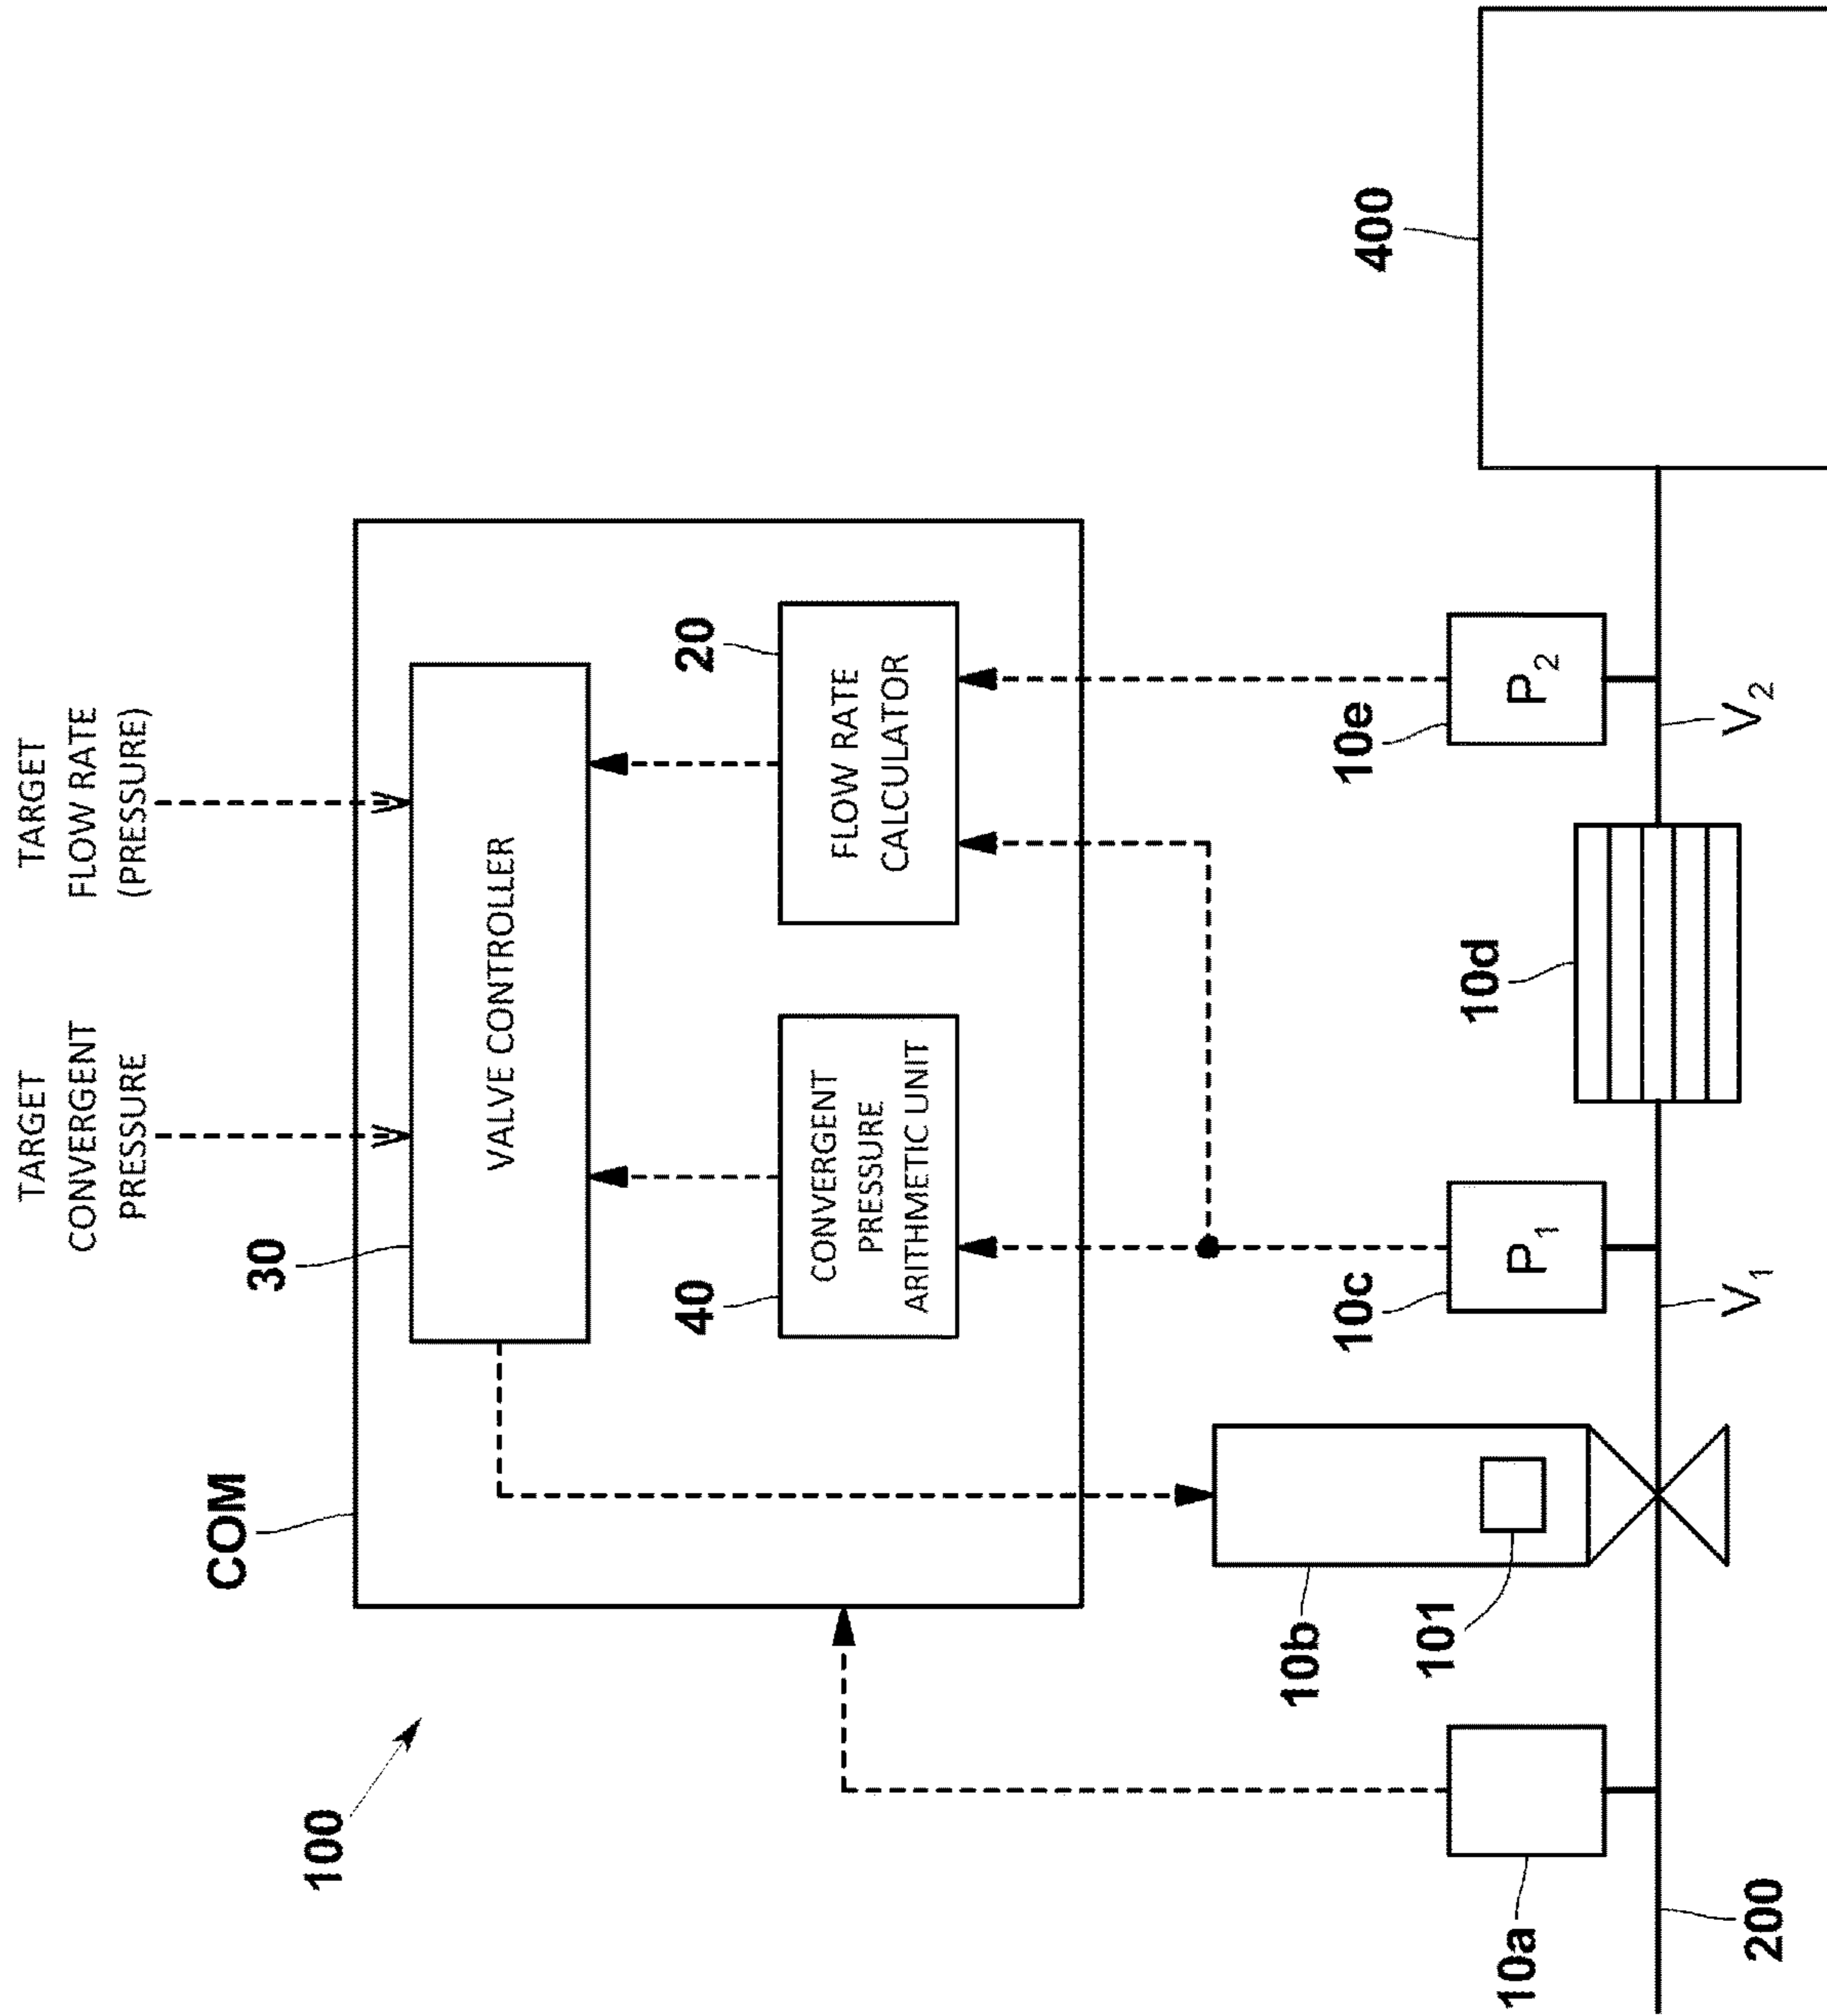 100
COM
TARGET
CONVERGENT
PRESSURE
TARGET
FLOW RATE
(PRESSURE)
30
VALVE CONTROLLER
40
CONVERGENT
PRESSURE
ARITHMETIC UNIT
20
FLOW RATE
CALCULATOR
10a
10b
101
10c
P1
10d
10e
P2
400
200
V1
V2